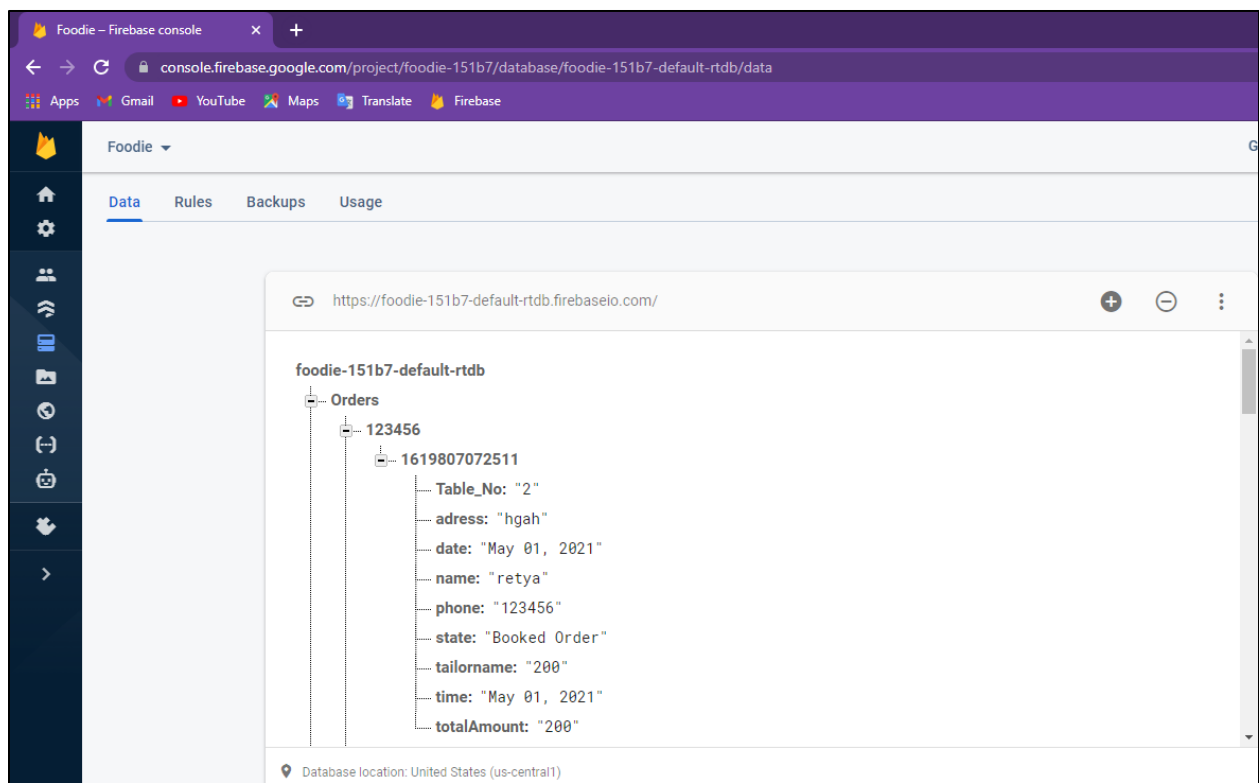 Foodie – Firebase console
console.firebase.google.com/project/foodie-151b7/database/foodie-151b7-default-rtdb/data
Apps Gmail YouTube Maps Translate Firebase
Foodie G
Data Rules Backups Usage
https://foodie-151b7-default-rtdb.firebaseio.com/
foodie-151b7-default-rtdb
Orders
123456
1619807072511
Table_No: "2"
adress: "hgah"
date: "May 01, 2021"
name: "retya"
phone: "123456"
state: "Booked Order"
tailorname: "200"
time: "May 01, 2021"
totalAmount: "200"
Database location: United States (us-central1)